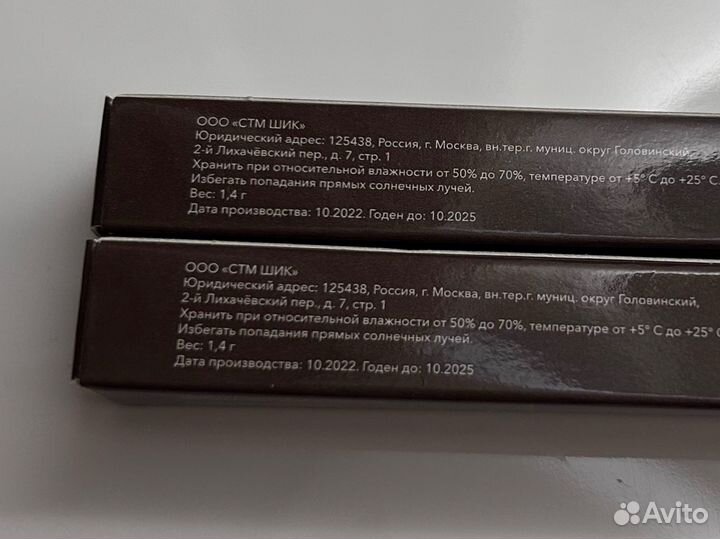 ООО «СТМ ШИК»
Юридический адрес: 125438, Россия, г. Москва, вн.тер.г. муниц. округ Головинский,
2-й Лихачёвский пер., д. 7, стр. 1
Хранить при относительной влажности от 50% до 70%, температуре от +5° С до +25° С
Избегать попадания прямых солнечных лучей.
Вес: 1,4 г
Дата производства: 10.2022. Годен до: 10.2025
ООО «СТМ ШИК»
Юридический адрес: 125438, Россия, г. Москва, вн.тер.г. муниц. округ Головинский,
2-й Лихачёвский пер., д. 7, стр. 1
Хранить при относительной влажности от 50% до 70%, температуре от +5° С до +25°
Избегать попадания прямых солнечных лучей.
Вес: 1,4 г
Дата производства: 10.2022. Годен до: 10.2025
Avito